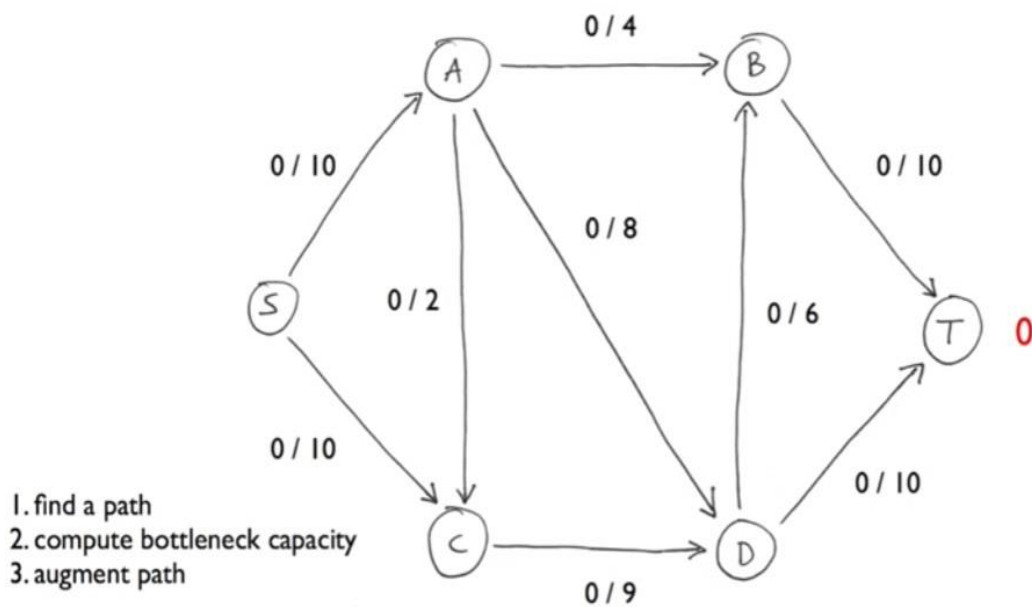 0 / 4
A
B
0 / 10
0 / 10
0 / 8
S
0 / 2
0 / 6
T
0
0 / 10
0 / 10
1. find a path
2. compute bottleneck capacity
3. augment path
C
D
0 / 9